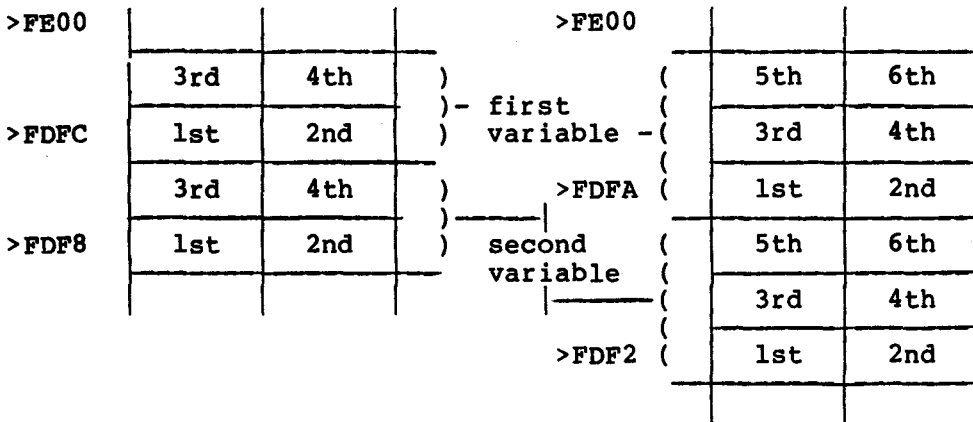 >FE00 >FE00
3rd 4th 5th 6th
first
>FDFC 1st 2nd variable 3rd 4th
3rd 4th >FDFA 1st 2nd
>FDF8 1st 2nd second 5th 6th
variable
3rd 4th
>FDF2 1st 2nd